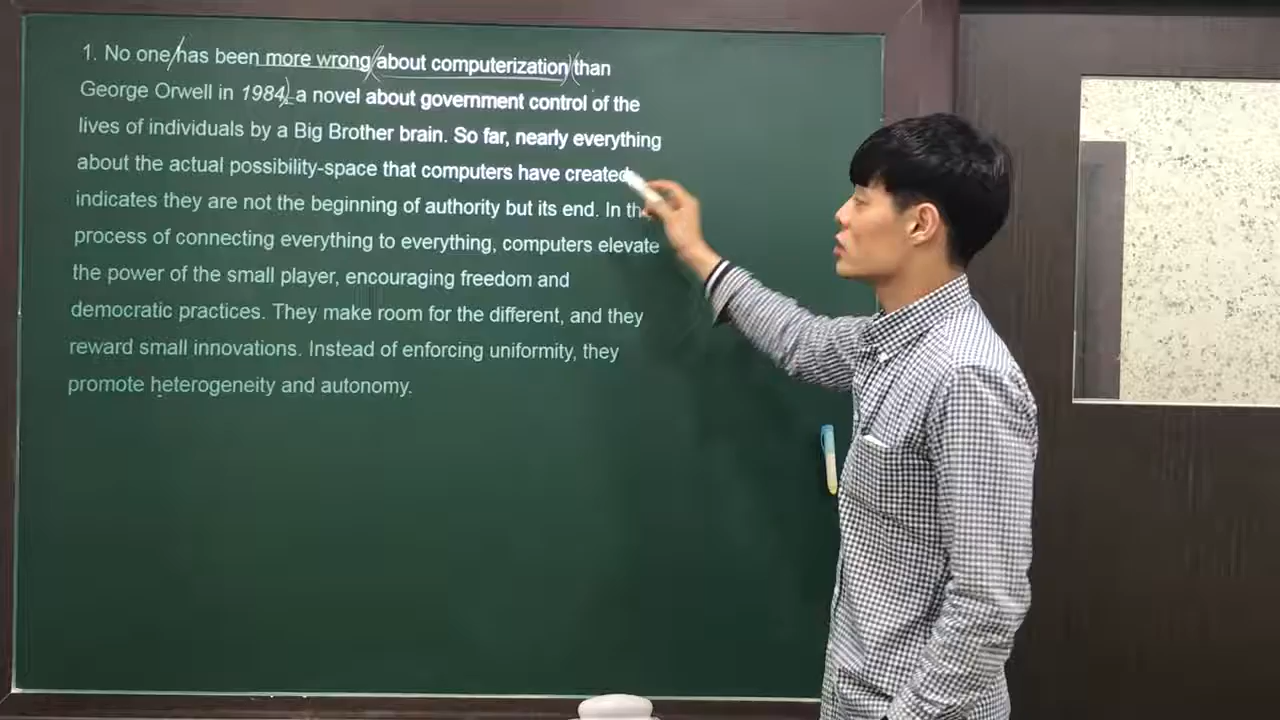 1. No one has been more wrong about computerization than
George Orwell in 1984, a novel about government control of the
lives of individuals by a Big Brother brain. So far, nearly everything
about the actual possibility-space that computers have created
indicates they are not the beginning of authority but its end. In
process of connecting everything to everything, computers elevate
the power of the small player, encouraging freedom and
democratic practices. They make room for the different, and they
reward small innovations. Instead of enforcing uniformity, they
promote heterogeneity and autonomy.